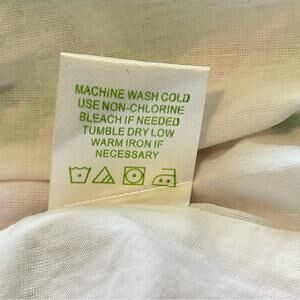 MACHINE WASH COLD
USE NON-CHLORINE
BLEACH IF NEEDED
TUMBLE DRY LOW
WARM IRON IF
NECESSARY